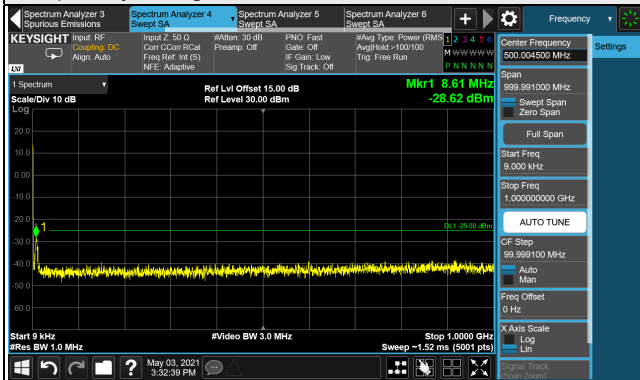 Spectrum Analyzer 3
Spurious Emissions
Spectrum Analyzer 4
Swept SA
Spectrum Analyzer 5
Swept SA
Spectrum Analyzer 6
Swept SA
+
Frequency
KEYSIGHT
Input: RF
Coupling: DC
Align: Auto
Input Z: 50 Ω
Corr CCorr RCal
Freq Ref: Int (S)
NFE: Adaptive
#Atten: 30 dB
Preamp: Off
PNO: Fast
Gate: Off
IF Gain: Low
Sig Track: Off
#Avg Type: Power (RMS
Avg|Hold:>100/100
Trig: Free Run
1 2 3 4 5 6
M W W W W W
P N N N N N
LXI
1 Spectrum
Scale/Div 10 dB
Log
Ref Lvl Offset 15.00 dB
Ref Level 30.00 dBm
Mkr1 8.61 MHz
-28.62 dBm
20.0
10.0
0.00
-10.0
-20.0
-30.0
-40.0
-50.0
-60.0
1
DL1 -25.00 dBm
Start 9 kHz
#Res BW 1.0 MHz
#Video BW 3.0 MHz
Stop 1.0000 GHz
Sweep ~1.52 ms (5001 pts)
Center Frequency
500.004500 MHz
Settings
Span
999.991000 MHz
Swept Span
Zero Span
Full Span
Start Freq
9.000 kHz
Stop Freq
1.000000000 GHz
AUTO TUNE
CF Step
99.999100 MHz
Auto
Man
Freq Offset
0 Hz
X Axis Scale
Log
Lin
Signal Track
(Span Zoom)
?
May 03, 2021
3:32:39 PM